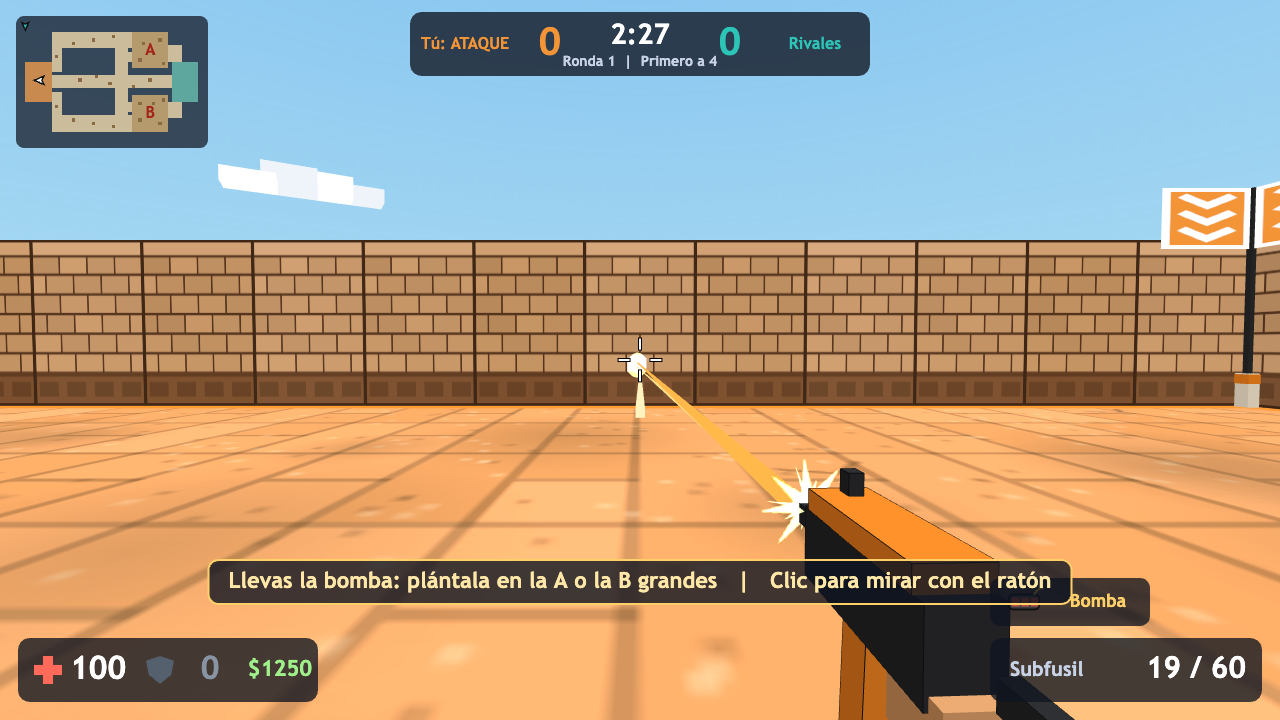 A
B
Tú: ATAQUE 0 2:27 0 Rivales
Ronda 1 | Primero a 4
Llevas la bomba: plántala en la A o la B grandes | Clic para mirar con el ratón
Bomba
100 0 $1250
Subfusil 19 / 60